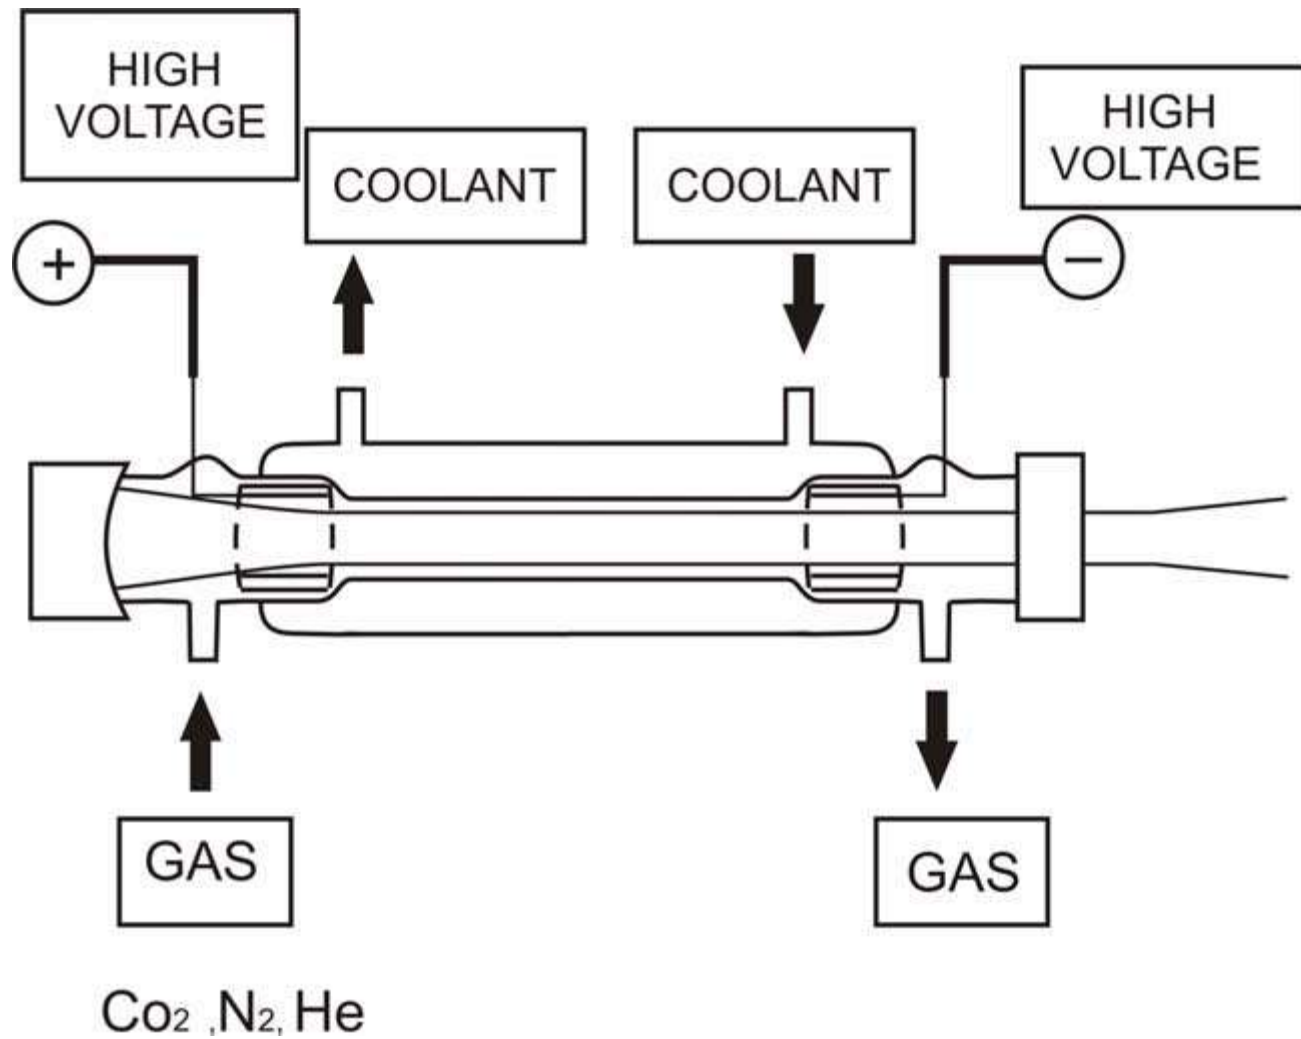 HIGH
VOLTAGE
COOLANT
COOLANT
HIGH
VOLTAGE
+
−
GAS
GAS
Co2 ,N2, He